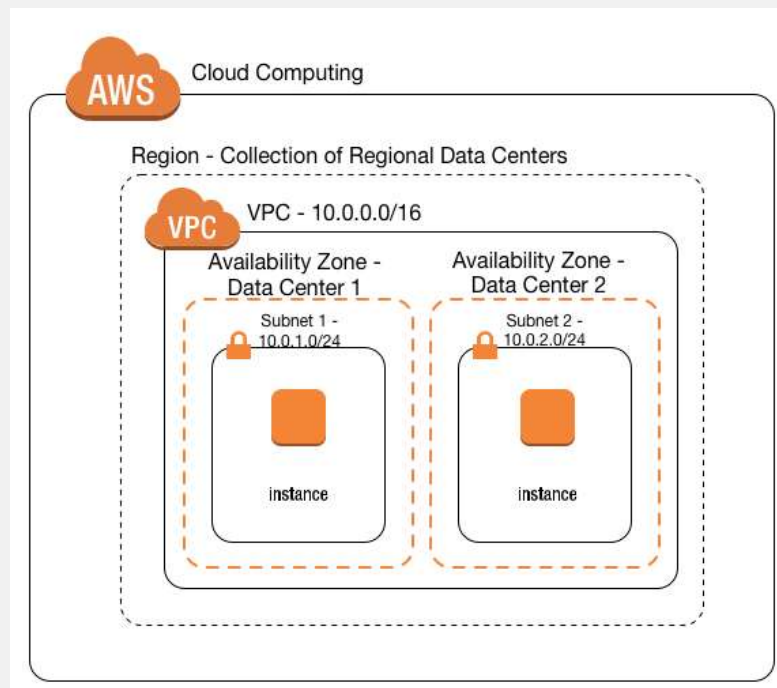 AWS
Cloud Computing
Region - Collection of Regional Data Centers
VPC
VPC - 10.0.0.0/16
Availability Zone -
Data Center 1
Availability Zone -
Data Center 2
Subnet 1 -
10.0.1.0/24
Subnet 2 -
10.0.2.0/24
instance
instance